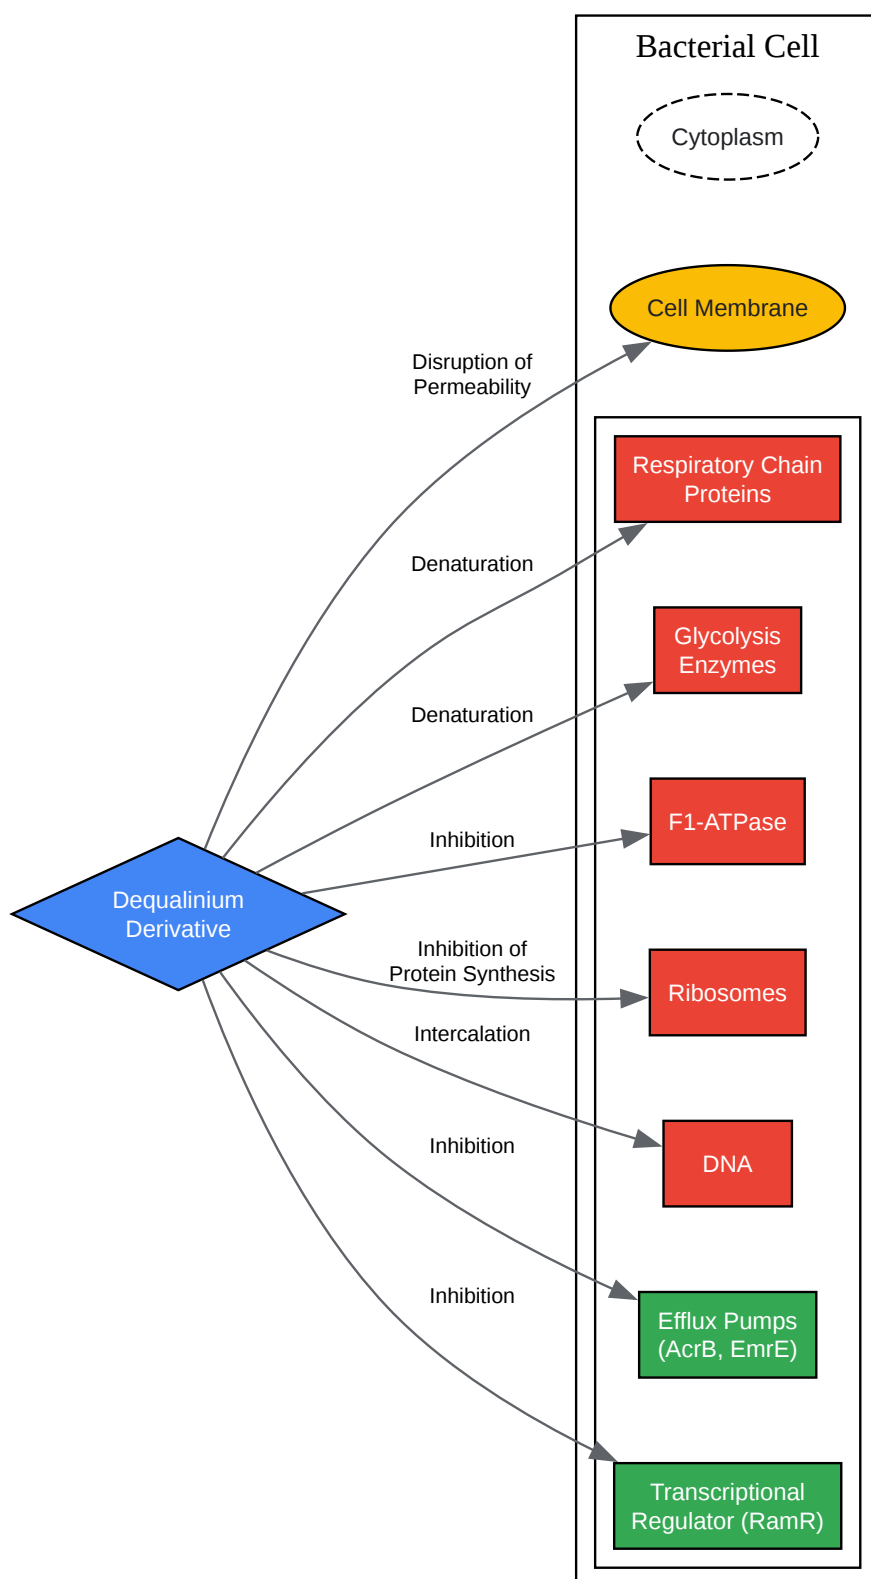 Bacterial Cell
Cytoplasm
Cell Membrane
Disruption of
Permeability
Respiratory Chain
Proteins
Denaturation
Glycolysis
Enzymes
Denaturation
F1-ATPase
Inhibition
Dequalinium
Derivative
Inhibition of
Protein Synthesis
Ribosomes
Intercalation
DNA
Inhibition
Efflux Pumps
(AcrB, EmrE)
Inhibition
Transcriptional
Regulator (RamR)